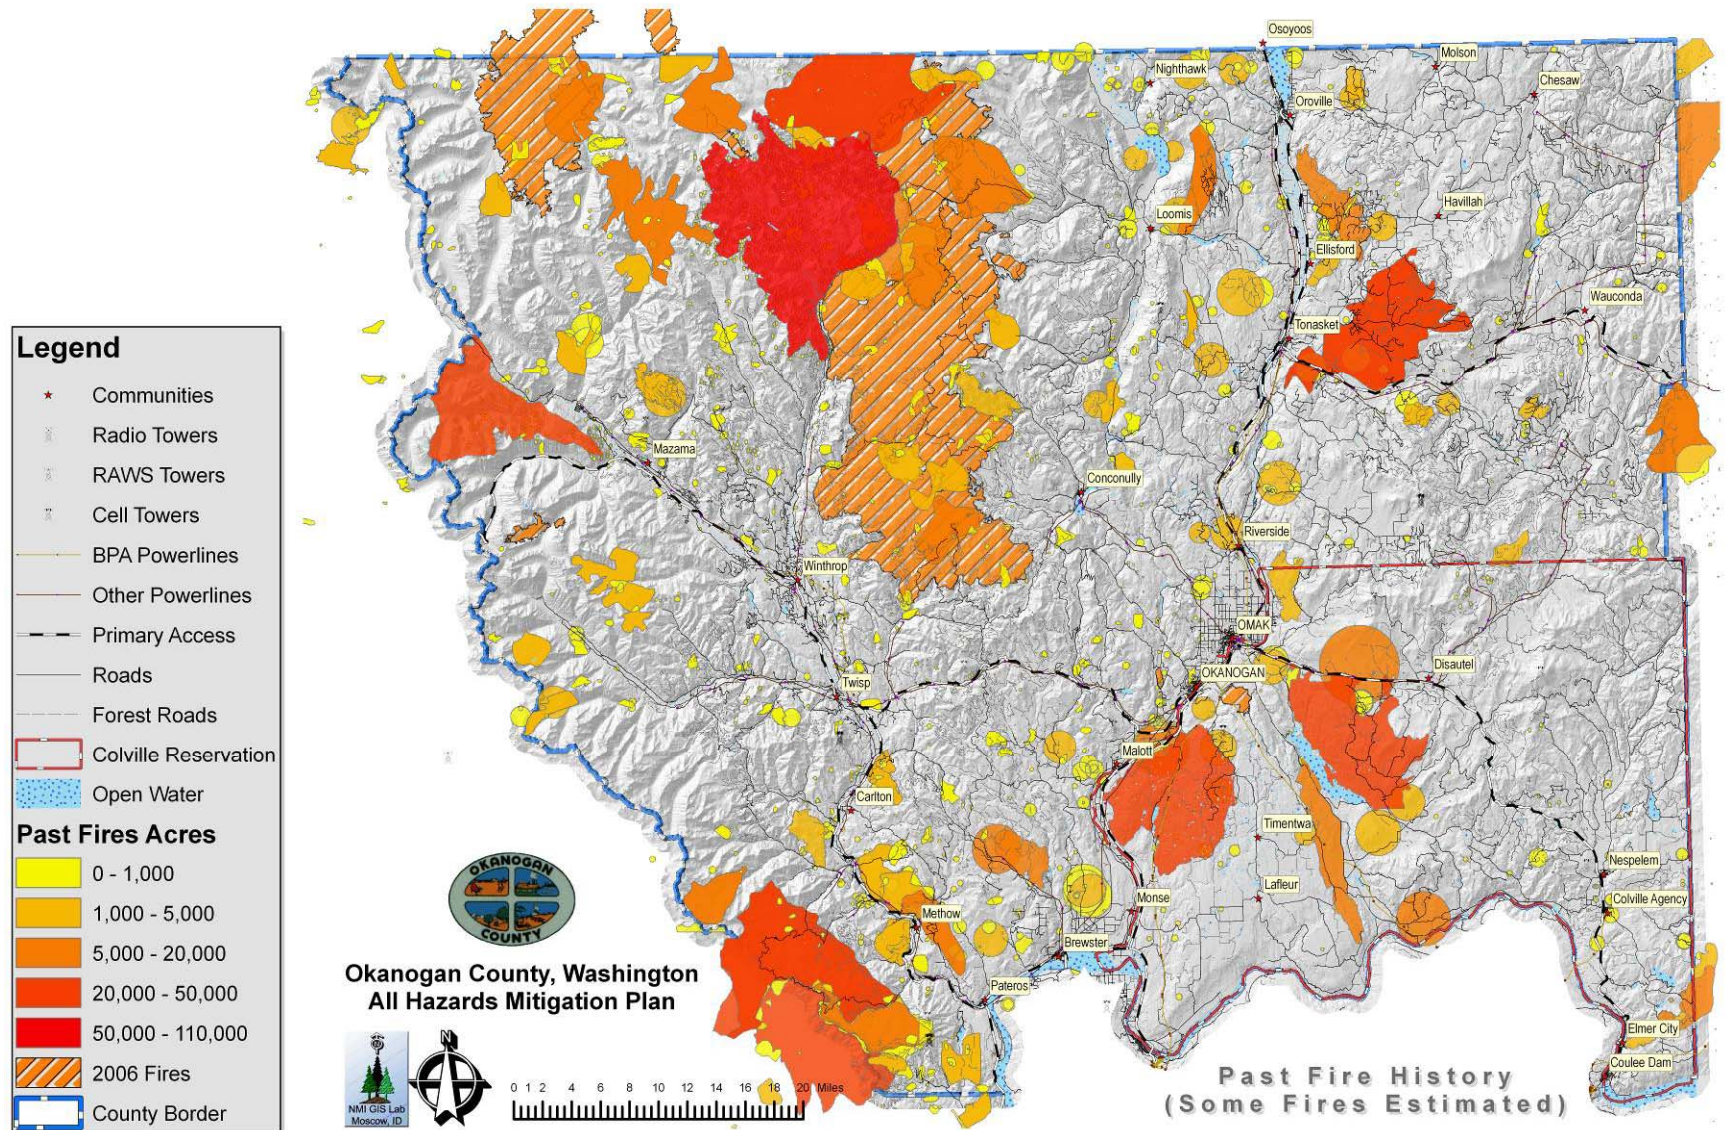 Osoyoos
Molson
Nighthawk
Chesaw
Oroville
Havillah
Loomis
Ellisford
Wauconda
Tonasket
Mazama
Conconully
Riverside
Winthrop
OMAK
Disautel
OKANOGAN
Twisp
Malott
Carlton
Timentwa
Nespelem
Lafleur
Colville Agency
Monse
Methow
Brewster
Pateros
Elmer City
Coulee Dam
Legend
Communities
Radio Towers
RAWS Towers
Cell Towers
BPA Powerlines
Other Powerlines
Primary Access
Roads
Forest Roads
Colville Reservation
Open Water
Past Fires Acres
0 - 1,000
1,000 - 5,000
5,000 - 20,000
20,000 - 50,000
50,000 - 110,000
2006 Fires
County Border
OKANOGAN
COUNTY
Okanogan County, Washington
All Hazards Mitigation Plan
NMI GIS Lab
Moscow, ID
N
0 1 2 4 6 8 10 12 14 16 18 20 Miles
Past Fire History
(Some Fires Estimated)